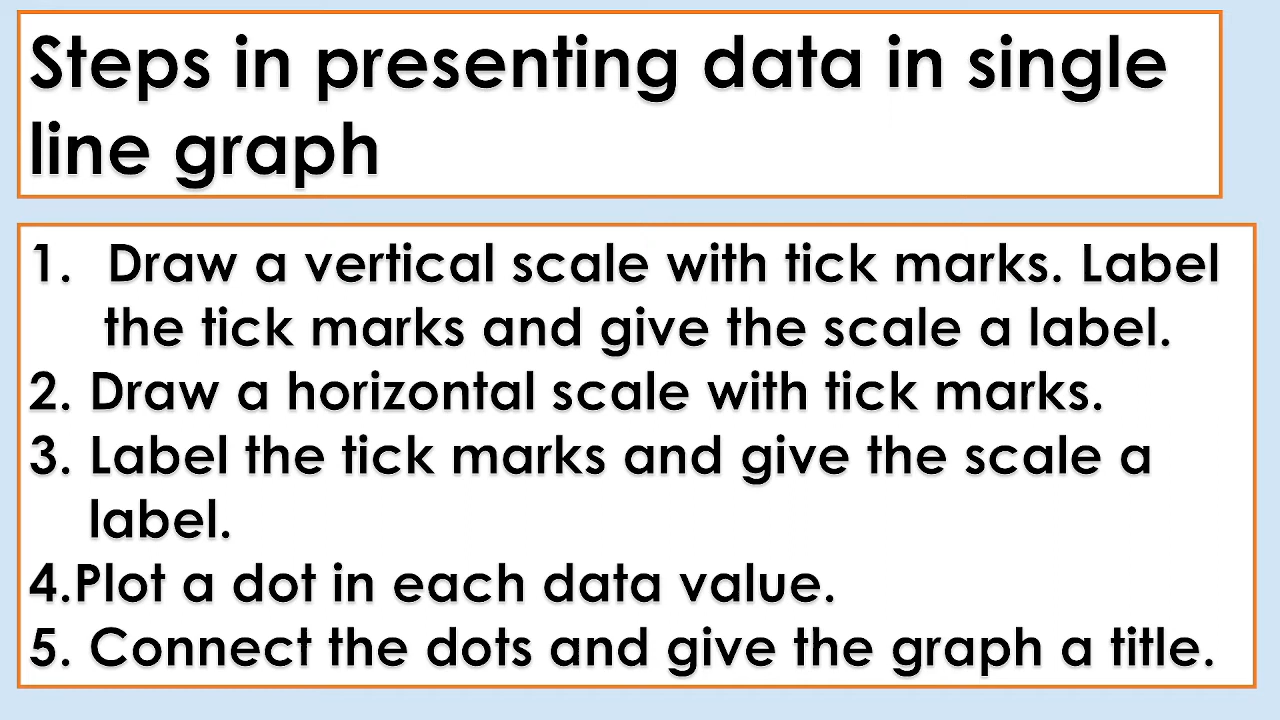 Steps in presenting data in single
line graph
1. Draw a vertical scale with tick marks. Label
the tick marks and give the scale a label.
2. Draw a horizontal scale with tick marks.
3. Label the tick marks and give the scale a
label.
4.Plot a dot in each data value.
5. Connect the dots and give the graph a title.